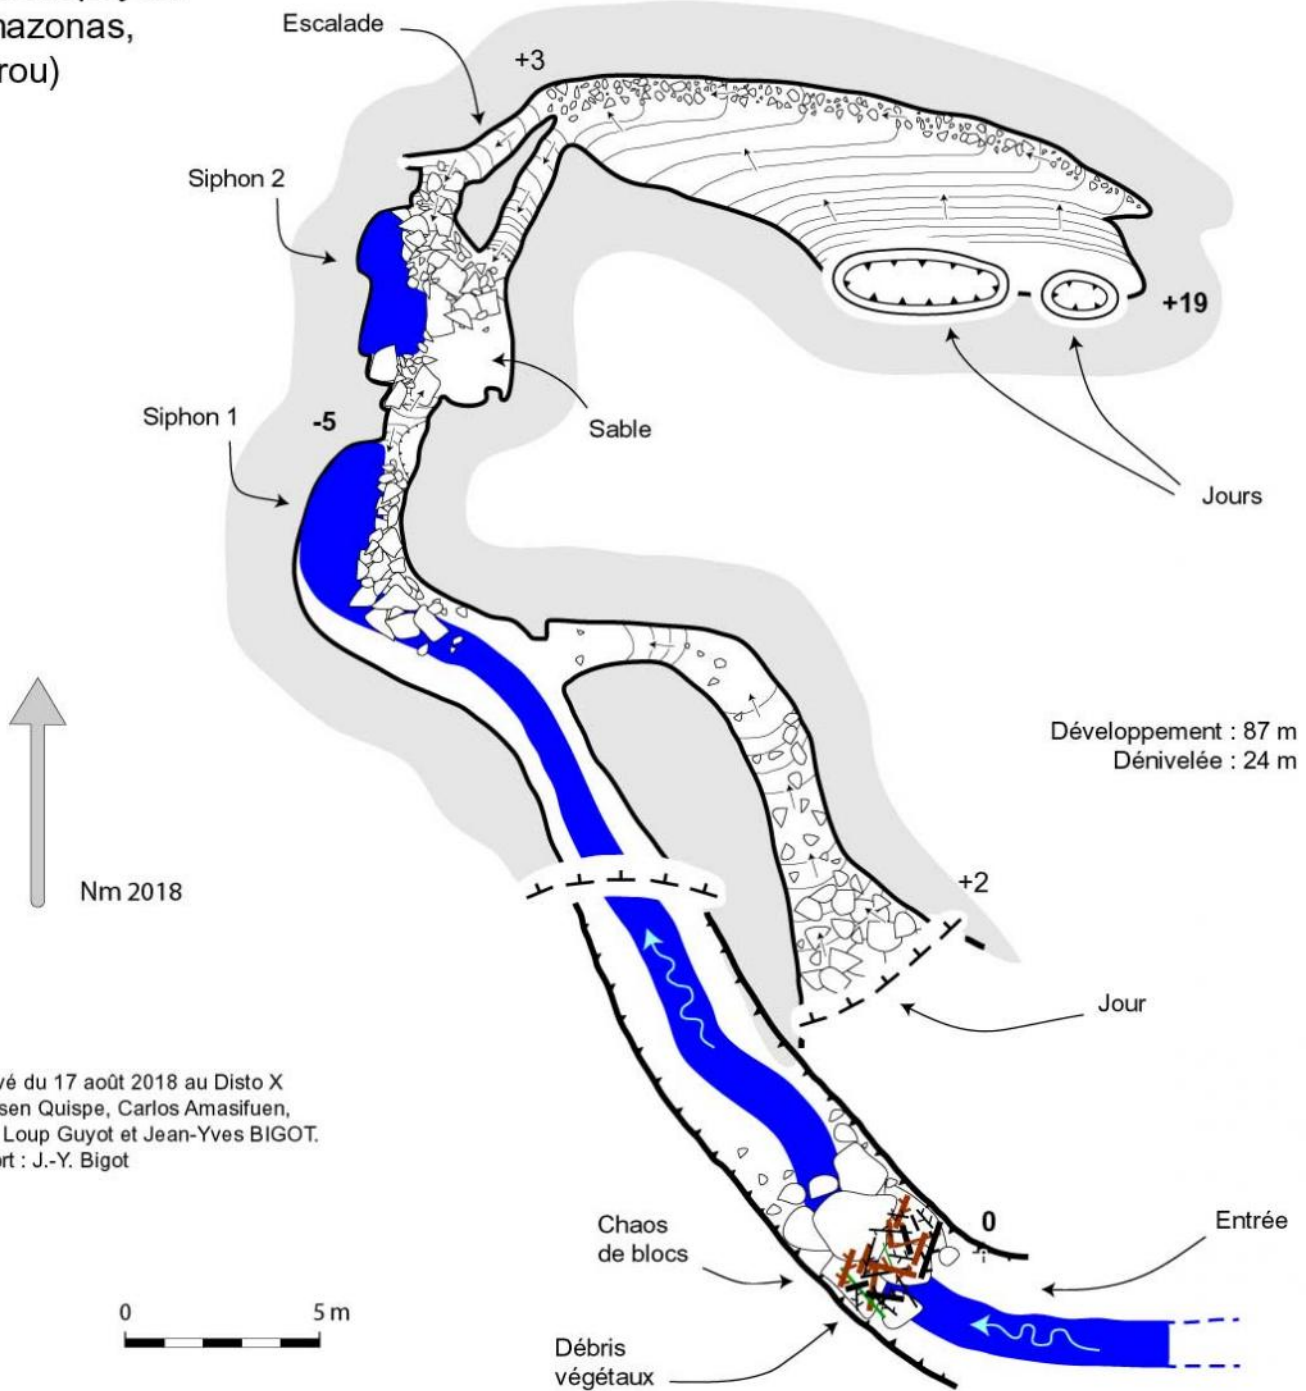 mazonas,
rou)
Escalade
+3
Siphon 2
+19
Siphon 1
-5
Sable
Jours
Développement : 87 m
Dénivelée : 24 m
Nm 2018
+2
Jour
vé du 17 août 2018 au Disto X
sen Quispe, Carlos Amasifuen,
Loup Guyot et Jean-Yves BIGOT.
rt : J.-Y. Bigot
Chaos
de blocs
0
Entrée
0 5 m
Débris
végétaux